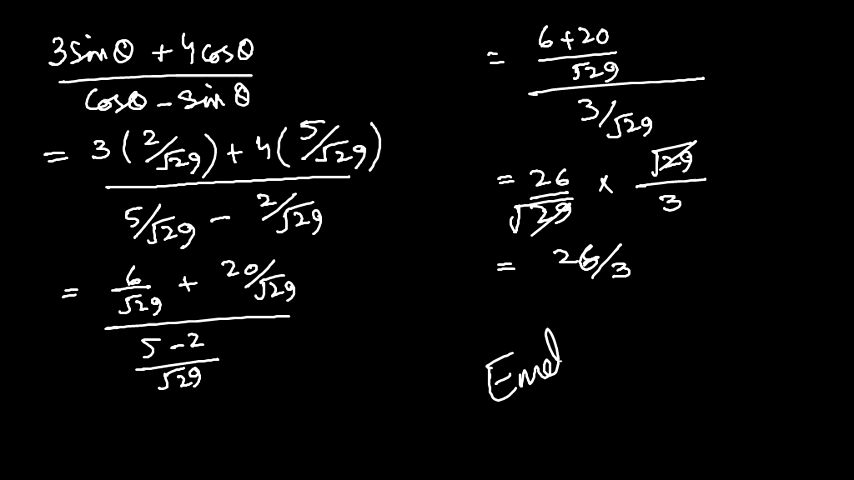 3sinθ + 4cosθ
cosθ - sinθ
= 3(2/√29) + 4(5/√29)
5/√29 - 2/√29
= 6/√29 + 20/√29
5-2
√29
= 6+20
√29
3/√29
= 26/√29 × √29/3
= 26/3
End